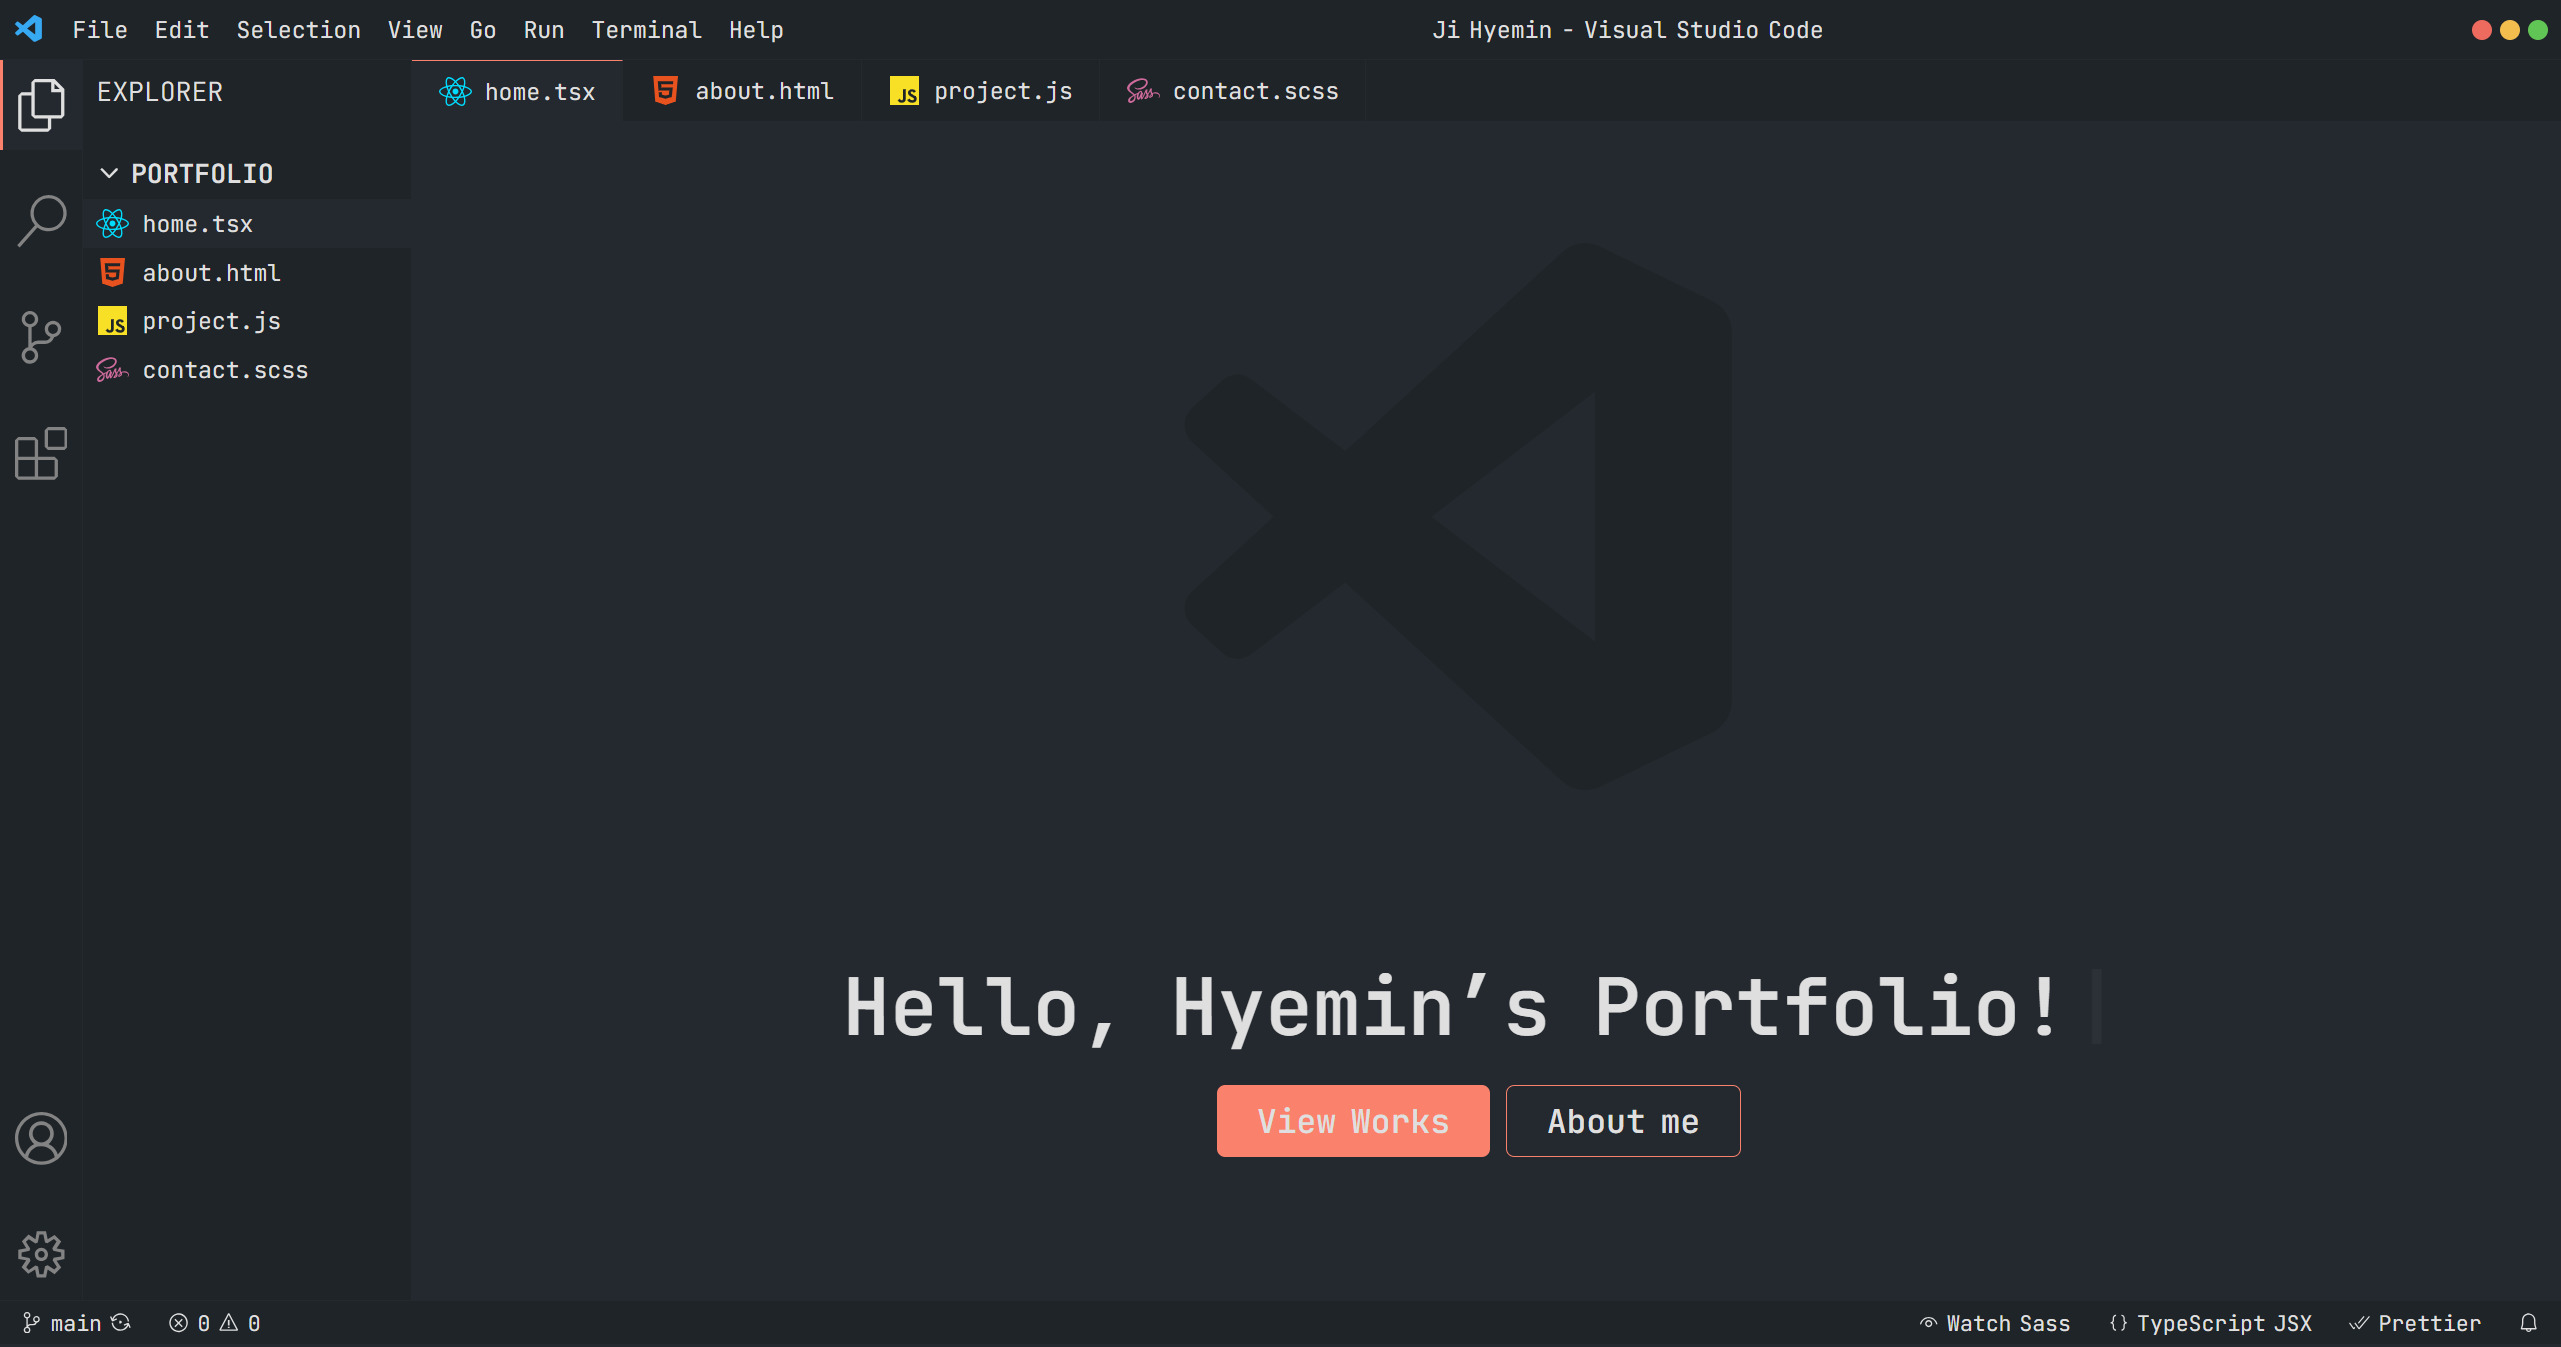 File Edit Selection View Go Run Terminal Help
Ji Hyemin - Visual Studio Code
EXPLORER
PORTFOLIO
home.tsx
about.html
JS project.js
Sass contact.scss
home.tsx
about.html
JS project.js
Sass contact.scss
Hello, Hyemin’s Portfolio!
View Works
About me
main
0 0
Watch Sass
{} TypeScript JSX
Prettier